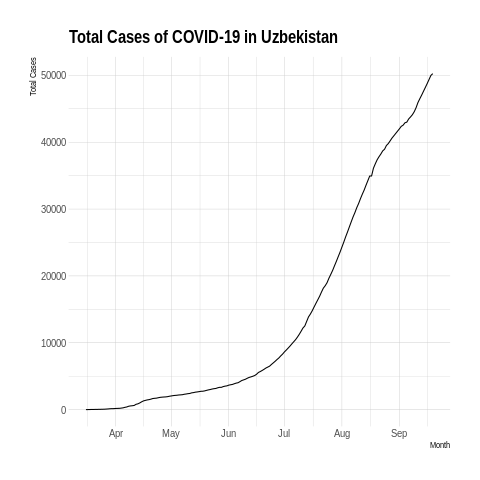 Total Cases of COVID-19 in Uzbekistan
Total Cases
50000
40000
30000
20000
10000
0
Apr May Jun Jul Aug Sep
Month